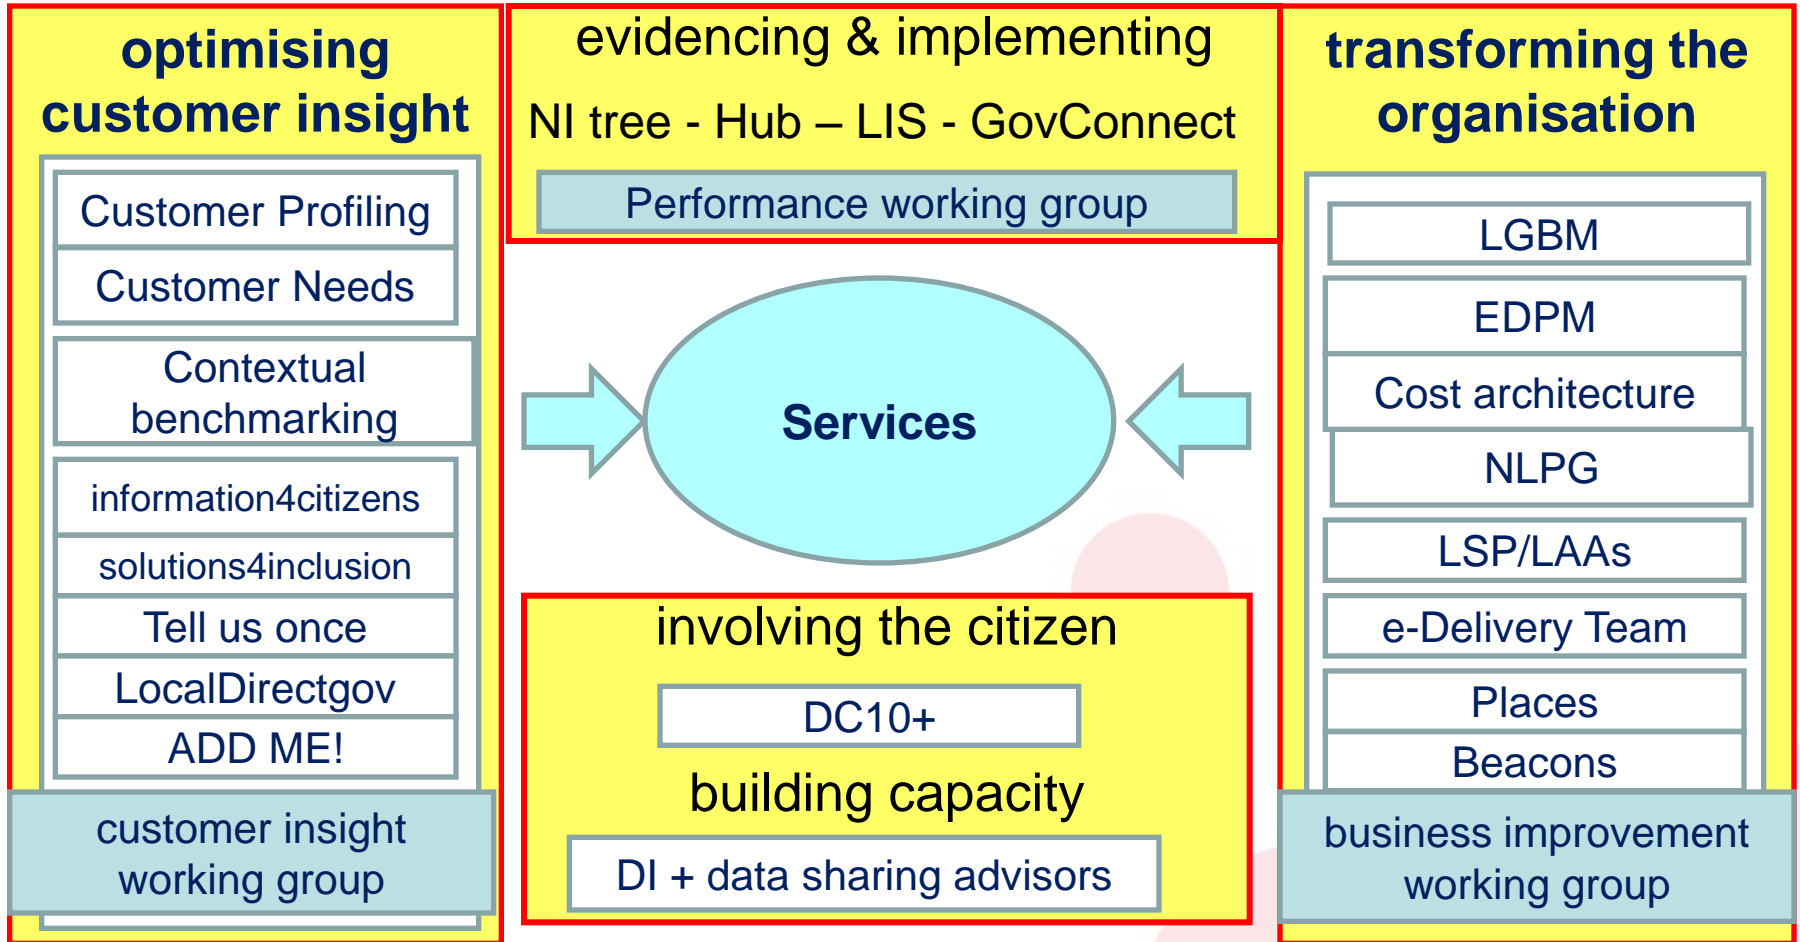 optimising
customer insight
Customer Profiling
Customer Needs
Contextual
benchmarking
information4citizens
solutions4inclusion
Tell us once
LocalDirectgov
ADD ME!
customer insight
working group
evidencing & implementing
NI tree - Hub – LIS - GovConnect
Performance working group
Services
involving the citizen
DC10+
building capacity
DI + data sharing advisors
transforming the
organisation
LGBM
EDPM
Cost architecture
NLPG
LSP/LAAs
e-Delivery Team
Places
Beacons
business improvement
working group